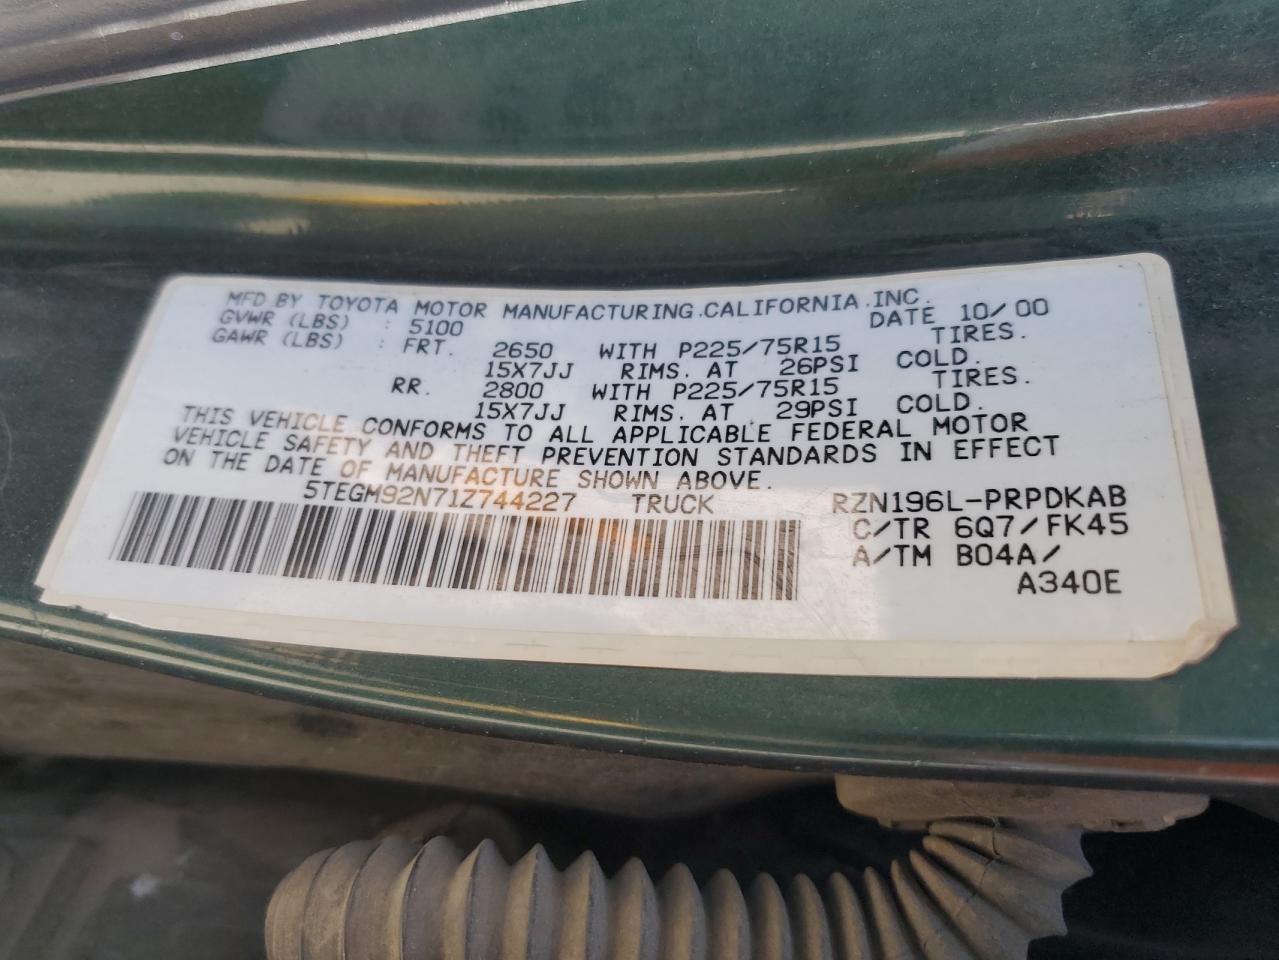 MFD BY TOYOTA MOTOR MANUFACTURING.CALIFORNIA.INC.
GVWR (LBS) : 5100 DATE 10/00
GAWR (LBS) : FRT. 2650 WITH P225/75R15 TIRES.
15X7JJ RIMS. AT 26PSI COLD.
RR. 2800 WITH P225/75R15 TIRES.
15X7JJ RIMS. AT 29PSI COLD.
THIS VEHICLE CONFORMS TO ALL APPLICABLE FEDERAL MOTOR
VEHICLE SAFETY AND THEFT PREVENTION STANDARDS IN EFFECT
ON THE DATE OF MANUFACTURE SHOWN ABOVE.
5TEGM92N71Z744227 TRUCK RZN196L-PRPDKAB
C/TR 6Q7/FK45
A/TM B04A/
A340E